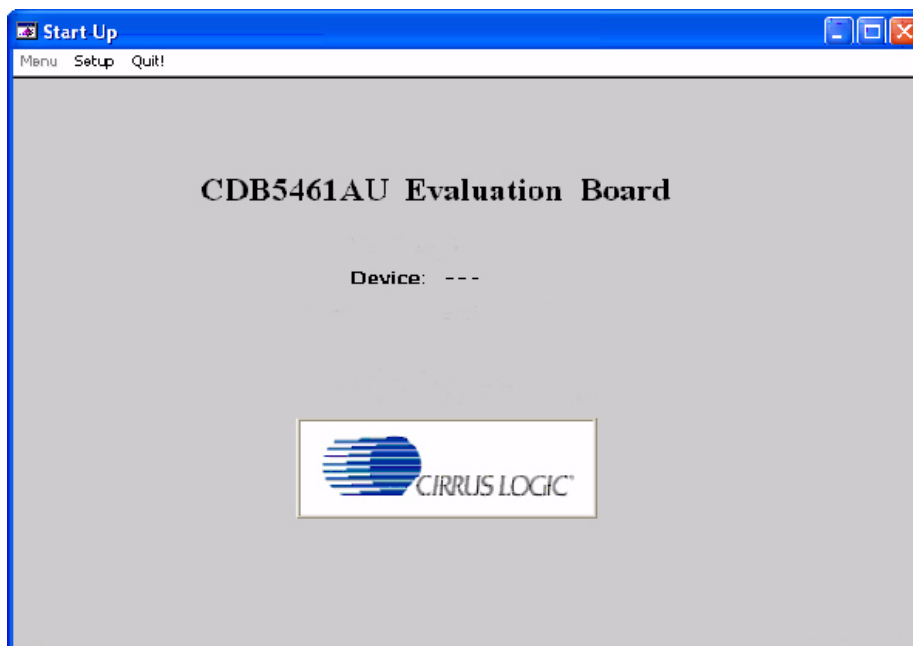 Start Up
Menu Setup Quit!
CDB5461AU Evaluation Board
Device: ---
CIRRUS LOGIC